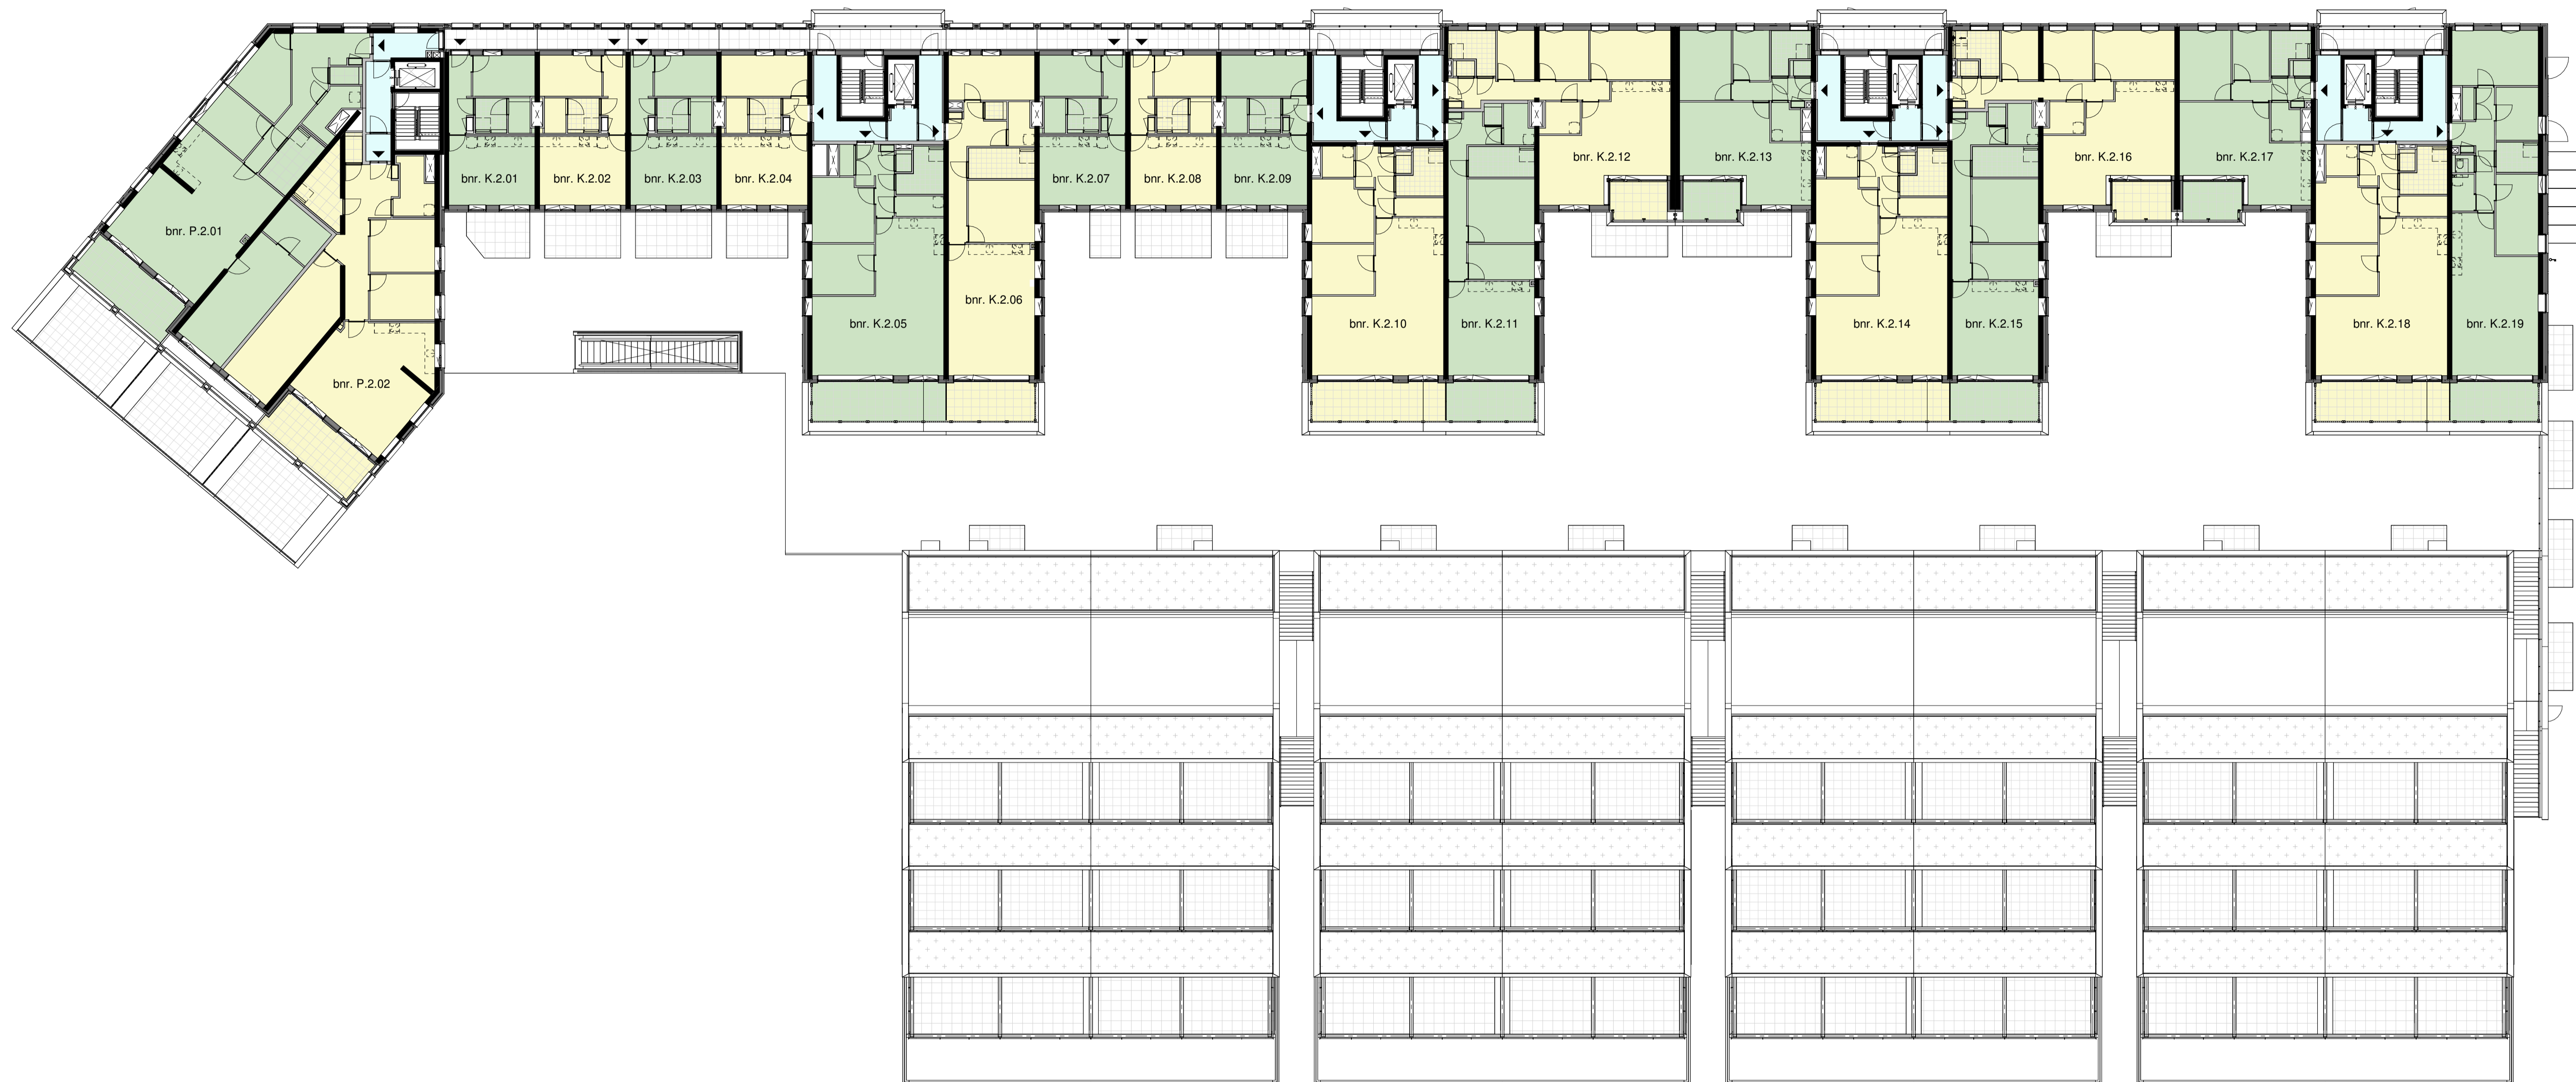 bnr. P.2.01
bnr. P.2.02
bnr. K.2.01
bnr. K.2.02
bnr. K.2.03
bnr. K.2.04
bnr. K.2.05
bnr. K.2.06
bnr. K.2.07
bnr. K.2.08
bnr. K.2.09
bnr. K.2.10
bnr. K.2.11
bnr. K.2.12
bnr. K.2.13
bnr. K.2.14
bnr. K.2.15
bnr. K.2.16
bnr. K.2.17
bnr. K.2.18
bnr. K.2.19